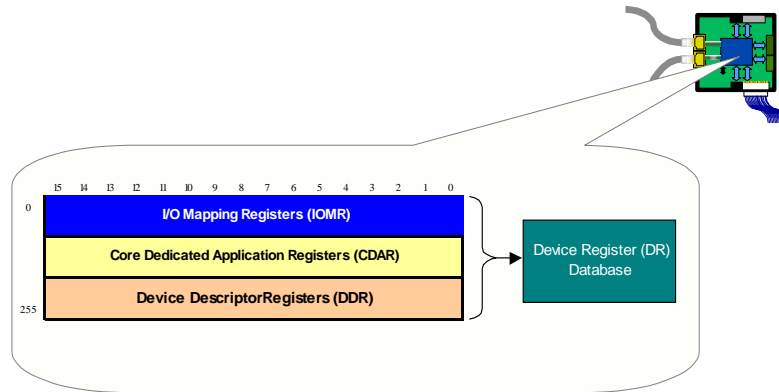 15 14 13 12 11 10 9 8 7 6 5 4 3 2 1 0
0
I/O Mapping Registers (IOMR)
Core Dedicated Application Registers (CDAR)
Device DescriptorRegisters (DDR)
255
Device Register (DR)
Database